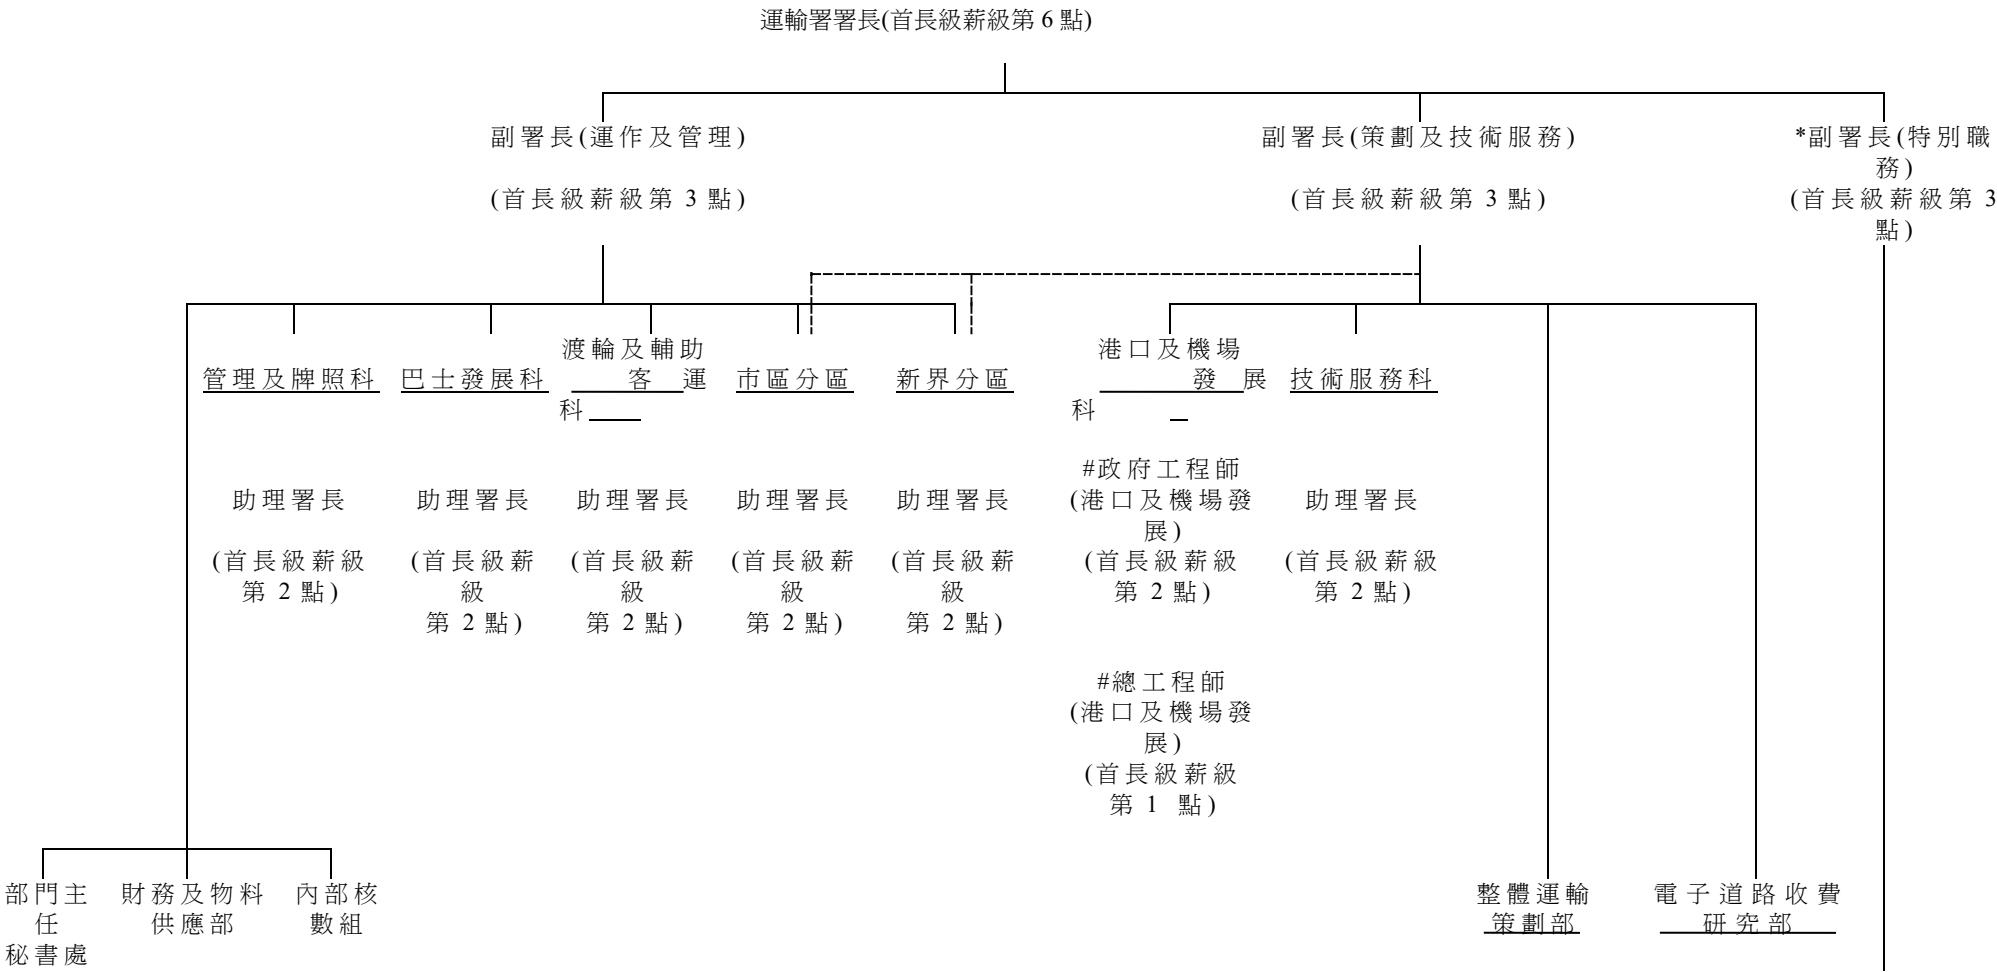 運輸署署長(首長級薪級第 6 點)
副署長(運作及管理)
(首長級薪級第 3 點)
副署長(策劃及技術服務)
(首長級薪級第 3 點)
*副署長(特別職
務)
(首長級薪級第 3
點)
管理及牌照科
巴士發展科
渡輪及輔助
客 運
科
市區分區
新界分區
港口及機場
發 展
科
技術服務科
助理署長
(首長級薪級
第 2 點)
助理署長
(首長級薪
級
第 2 點)
助理署長
(首長級薪
級
第 2 點)
助理署長
(首長級薪
級
第 2 點)
助理署長
(首長級薪
級
第 2 點)
#政府工程師
(港口及機場發
展)
(首長級薪級
第 2 點)
助理署長
(首長級薪級
第 2 點)
#總工程師
(港口及機場發
展)
(首長級薪級
第 1 點)
部門主
任
秘書處
財務及物料
供應部
內部核
數組
整體運輸
策劃部
電子道路收費
研究部